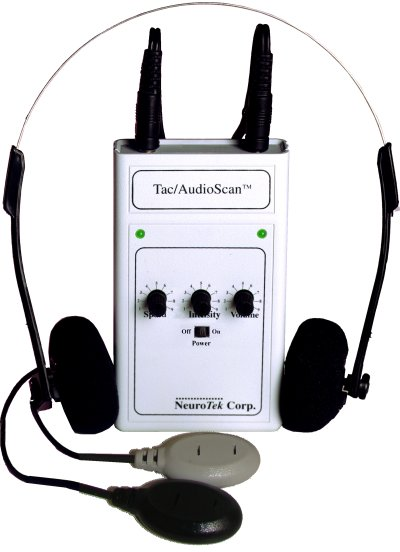 Tac/AudioScan™
Speed Intensity Volume
Off On
Power
NeuroTek Corp.